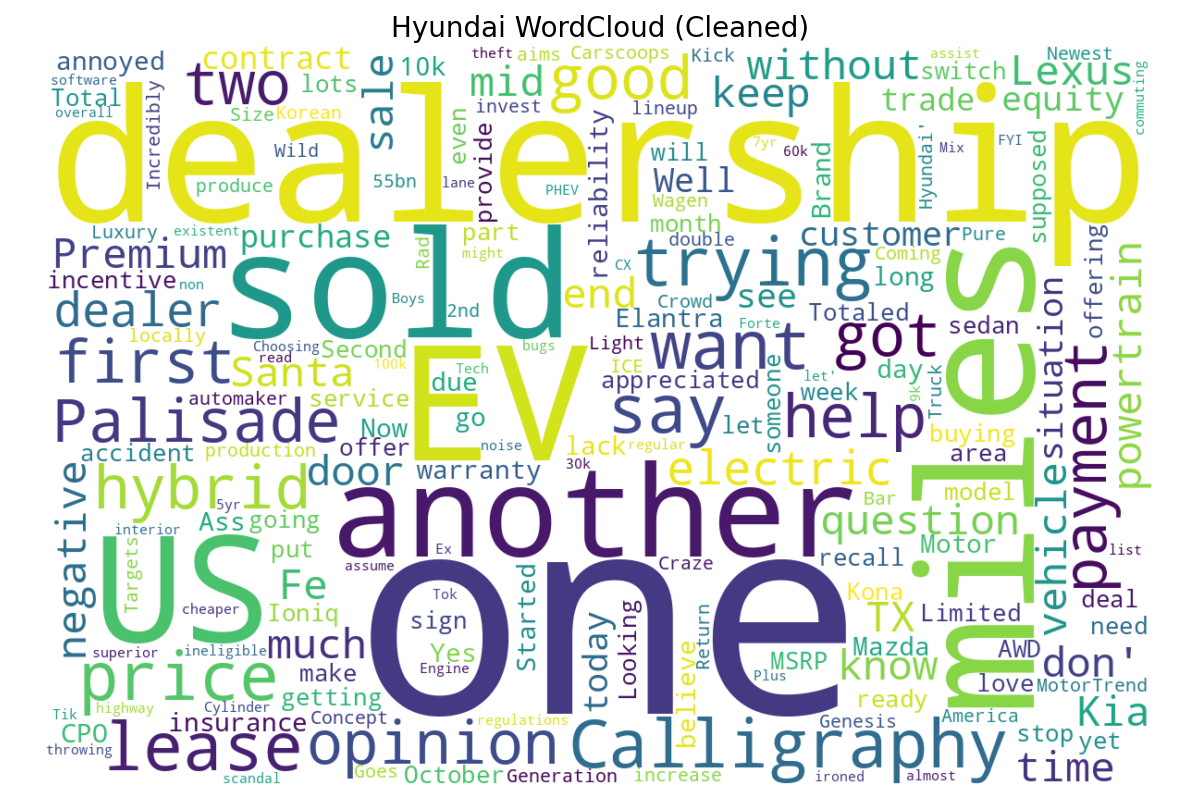 Hyundai WordCloud (Cleaned)
annoyed
software
Total
overall
Incredibly
two
contract
lots
Size
Korean
sale
10k
theft
aims
Carscoops
mid
good
invest
Kick
lineup
without
keep
switch
assist
Newest
Lexus
trade
equity
commuting
dealership
Wild
produce
55bn
even
lane
provide
PHEV
reliability
will
Well
Wagen
month
7yr
60k
Brand
Hyundai'
Mix
FYI
supposed
Luxury
existent
purchase
Premium
incentive
non
dealer
locally
sold
Rad
Boys
part
might
2nd
end
double
CX
trying
customer
Pure
Coming
long
see
Crowd
Elantra
Forte
Totaled
sedan
got
miles
situation
offering
powertrain
first
Choosing
read
Second
100k
Santa
automaker
service
Palisade
Now
accident
production
offer
EV
due
Tech
go
noise
bugs
Light
ICE
want
appreciated
say
let
let'
week
someone
day
9k
Truck
help
buying
area
payment
lack
regular
door
warranty
30k
electric
model
Bar
vehicle
negative
hybrid
5yr
interior
Ass
going
another
question
Motor
recall
list
US
Targets
put
Fe
cheaper
Ioniq
Ex
assume
Craze
one
Tok
sign
Yes
Engine
Started
today
Looking
Return
Plus
believe
Kona
TX
Limited
Mazda
MSRP
know
ready
deal
need
AWD
don'
love
MotorTrend
superior
ineligible
much
price
make
getting
highway
Cylinder
Tik
CPO
throwing
lease
insurance
Concept
opinion
regulations
Calligraphy
Genesis
America
Kia
stop
yet
time
scandal
Goes
October
Generation
increase
ironed
almost